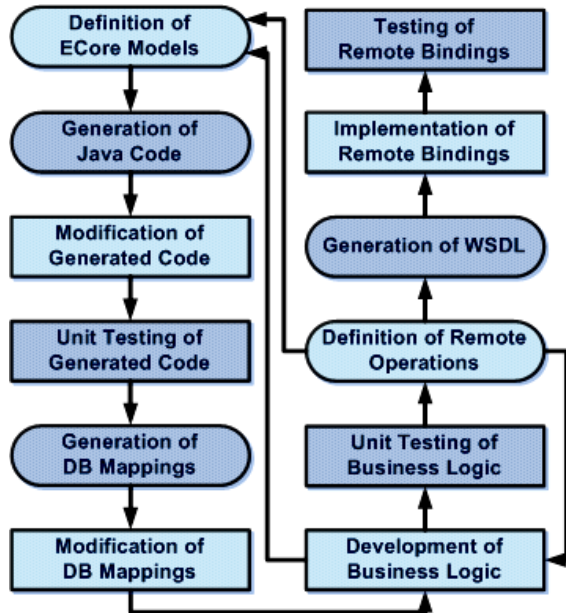 Definition of
ECore Models
Generation of
Java Code
Modification of
Generated Code
Unit Testing of
Generated Code
Generation of
DB Mappings
Modification of
DB Mappings
Testing of
Remote Bindings
Implementation of
Remote Bindings
Generation of WSDL
Definition of Remote
Operations
Unit Testing of
Business Logic
Development of
Business Logic